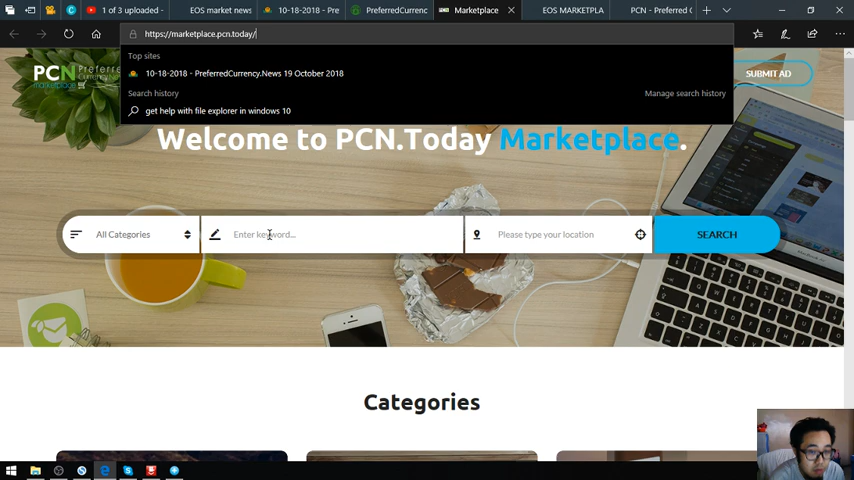 1 of 3 uploaded -
EOS market news
10-18-2018 - Pre
PreferredCurrenc
Marketplace
EOS MARKETPLA
PCN - Preferred C
https://marketplace.pcn.today/
Top sites
10-18-2018 - PreferredCurrency.News 19 October 2018
Search history
Manage search history
get help with file explorer in windows 10
PCN
marketplace
SUBMIT AD
Welcome to PCN.Today Marketplace.
All Categories
Enter keyword...
Please type your location
SEARCH
Categories